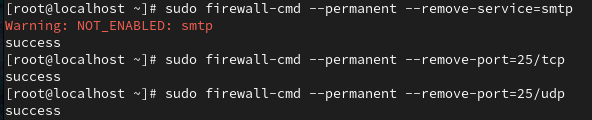 [root@localhost ~]# sudo firewall-cmd --permanent --remove-service=smtp
Warning: NOT_ENABLED: smtp
success
[root@localhost ~]# sudo firewall-cmd --permanent --remove-port=25/tcp
success
[root@localhost ~]# sudo firewall-cmd --permanent --remove-port=25/udp
success